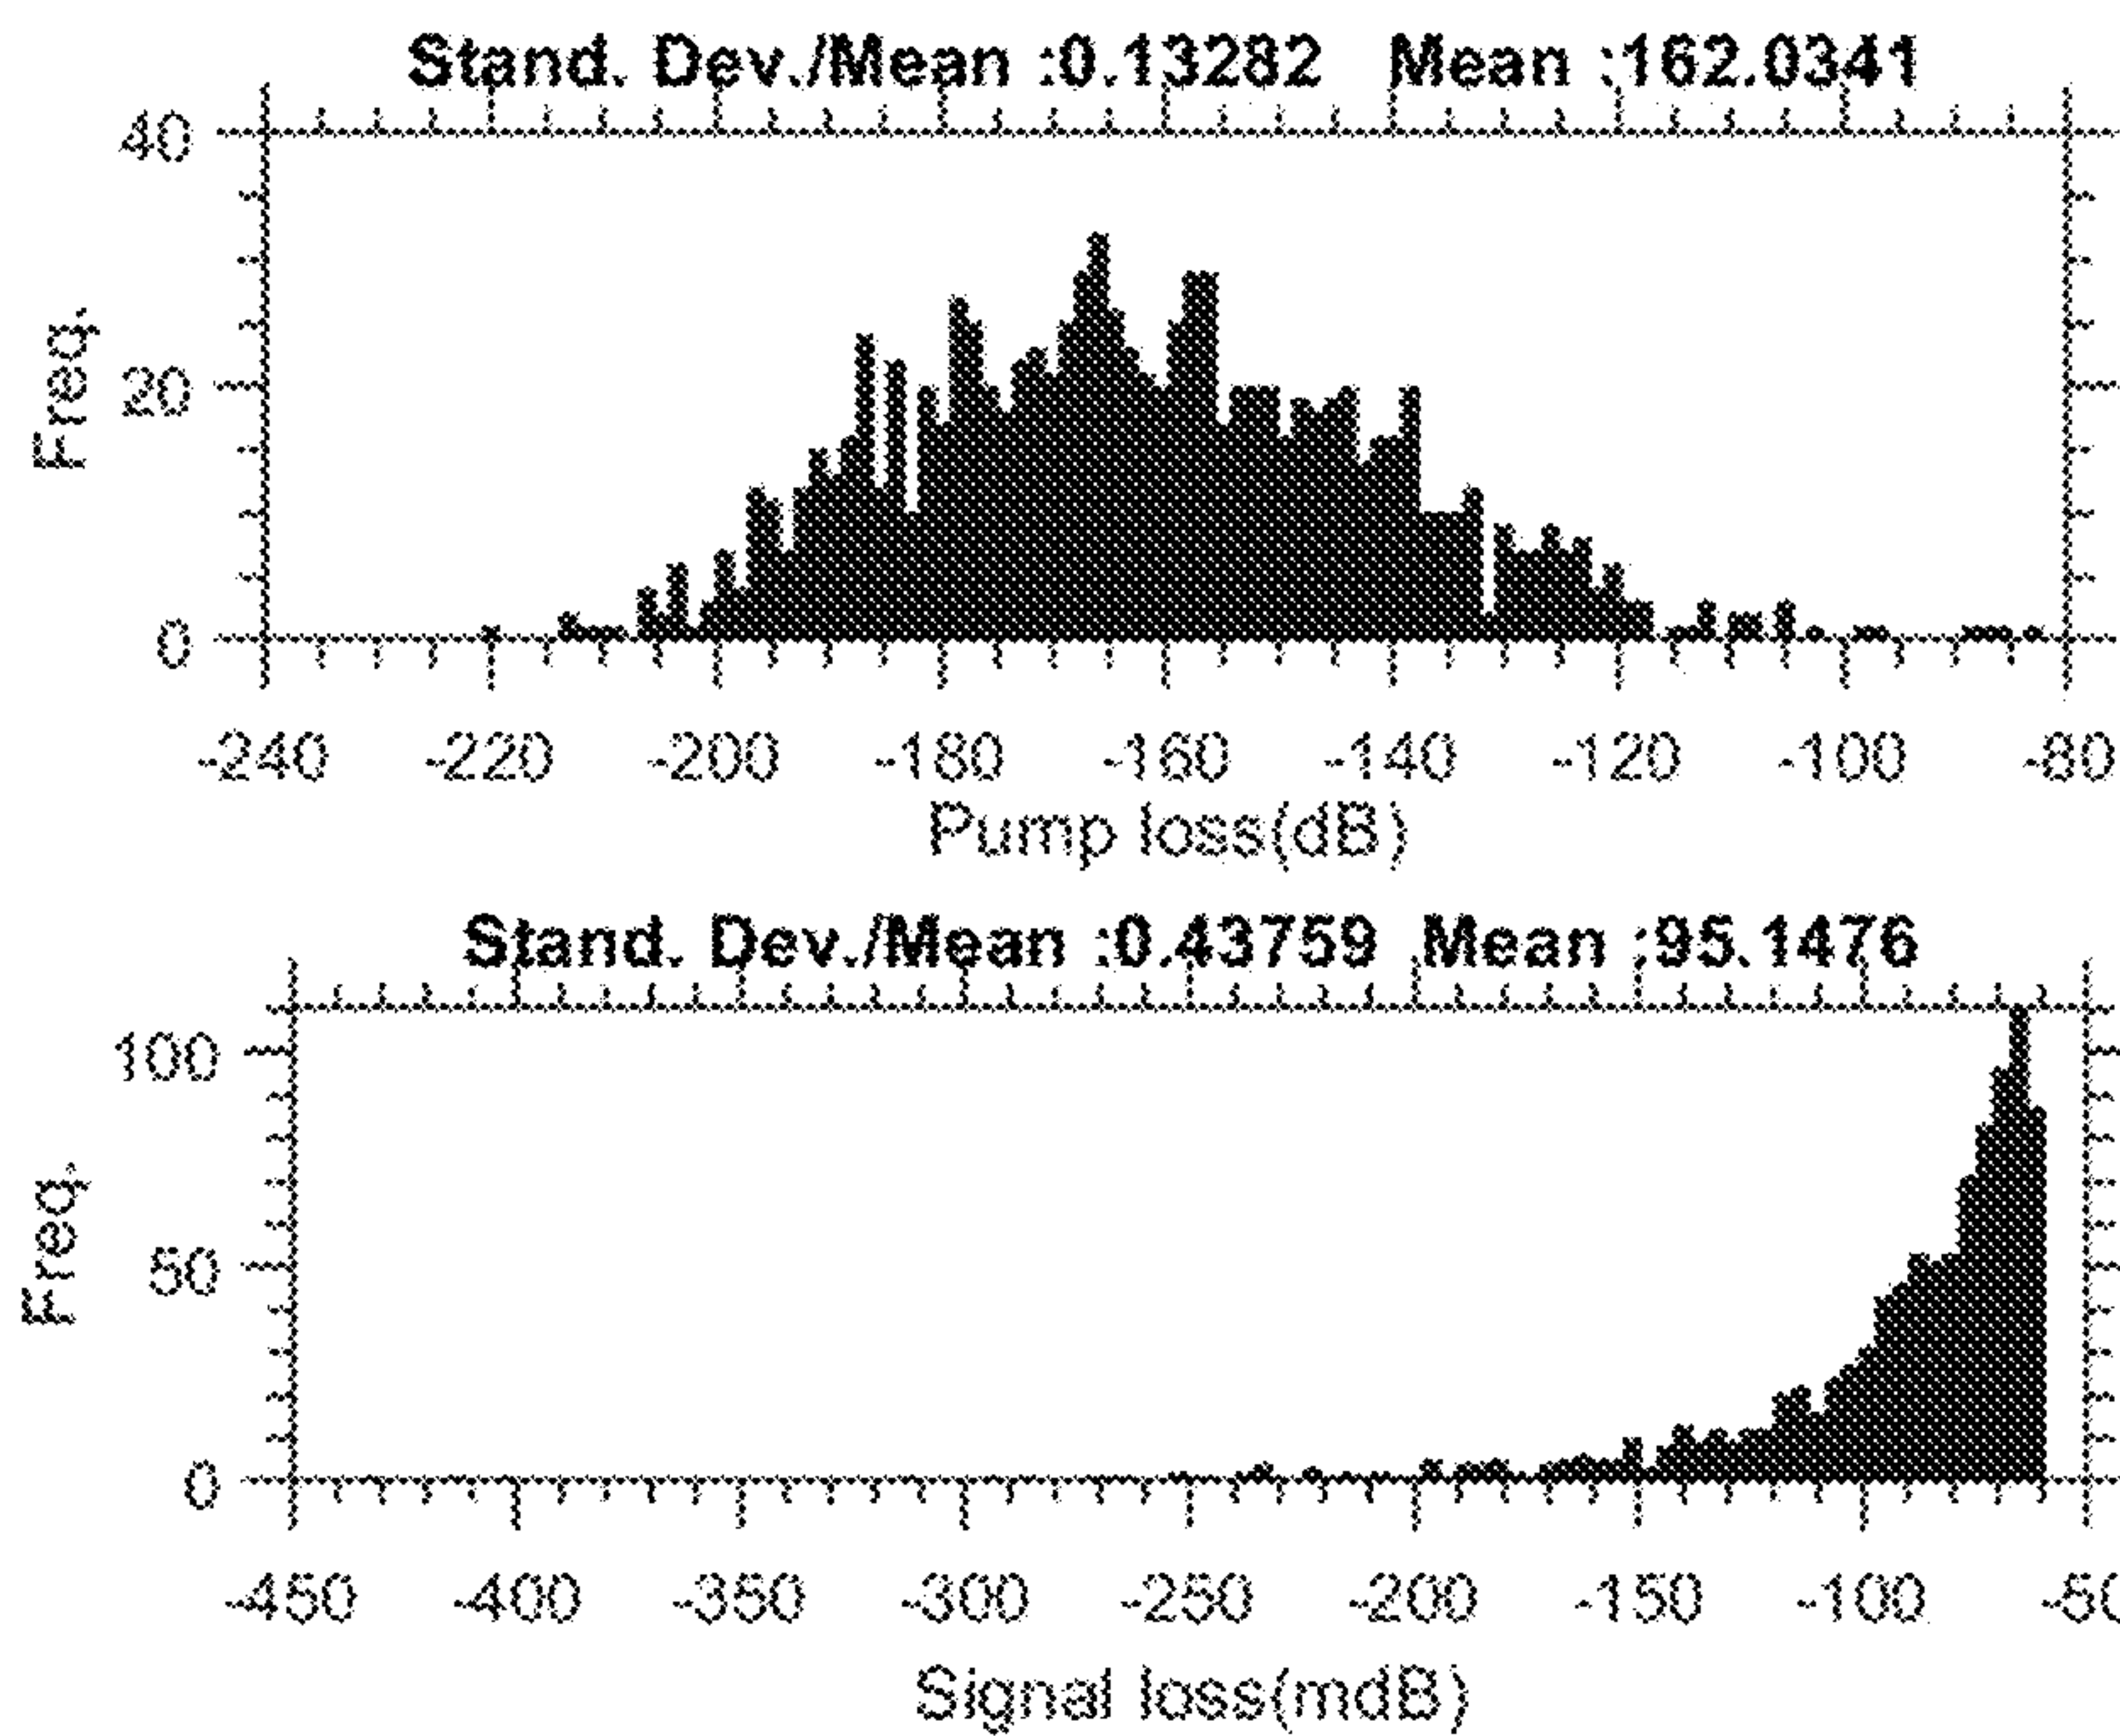 Stand. Dev./Mean :0.13282 Mean :162.0341
40
20
0
Freq.
-240 -220 -200 -180 -160 -140 -120 -100 -80
Pump loss(dB)
Stand. Dev./Mean :0.43759 Mean :95.1476
100
50
0
Freq.
-450 -400 -350 -300 -250 -200 -150 -100 -50
Signal loss(mdB)